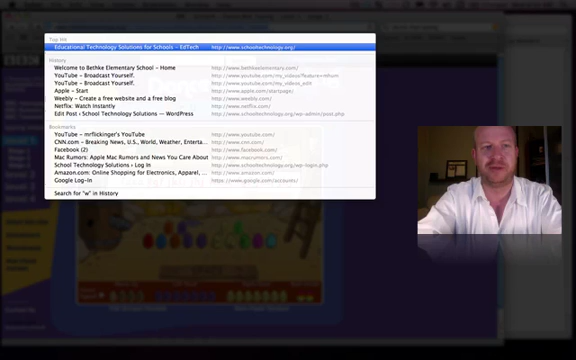 Top Hit
Educational Technology Solutions for Schools – EdTech http://www.schooltechnology.org/
History
Welcome to Bethke Elementary School – Home http://www.bethkeelementary.com/
YouTube – Broadcast Yourself. http://www.youtube.com/my_videos?feature=mhum
YouTube – Broadcast Yourself. http://www.youtube.com/my_videos_edit
Apple – Start http://www.apple.com/startpage/
Weebly – Create a free website and a free blog http://www.weebly.com/
Netflix: Watch Instantly http://www.netflix.com/
Edit Post ‹ School Technology Solutions — WordPress http://www.schooltechnology.org/wp-admin/post.php
Bookmarks
YouTube – mrflickinger's YouTube http://www.youtube.com/
CNN.com – Breaking News, U.S., World, Weather, Enterta... http://www.cnn.com/
Facebook (2) http://www.facebook.com/
Mac Rumors: Apple Mac Rumors and News You Care About http://www.macrumors.com/
School Technology Solutions › Log In http://www.schooltechnology.org/wp-login.php
Amazon.com: Online Shopping for Electronics, Apparel, ... http://www.amazon.com/
Google Log-in https://www.google.com/accounts/
Search for "w" in History